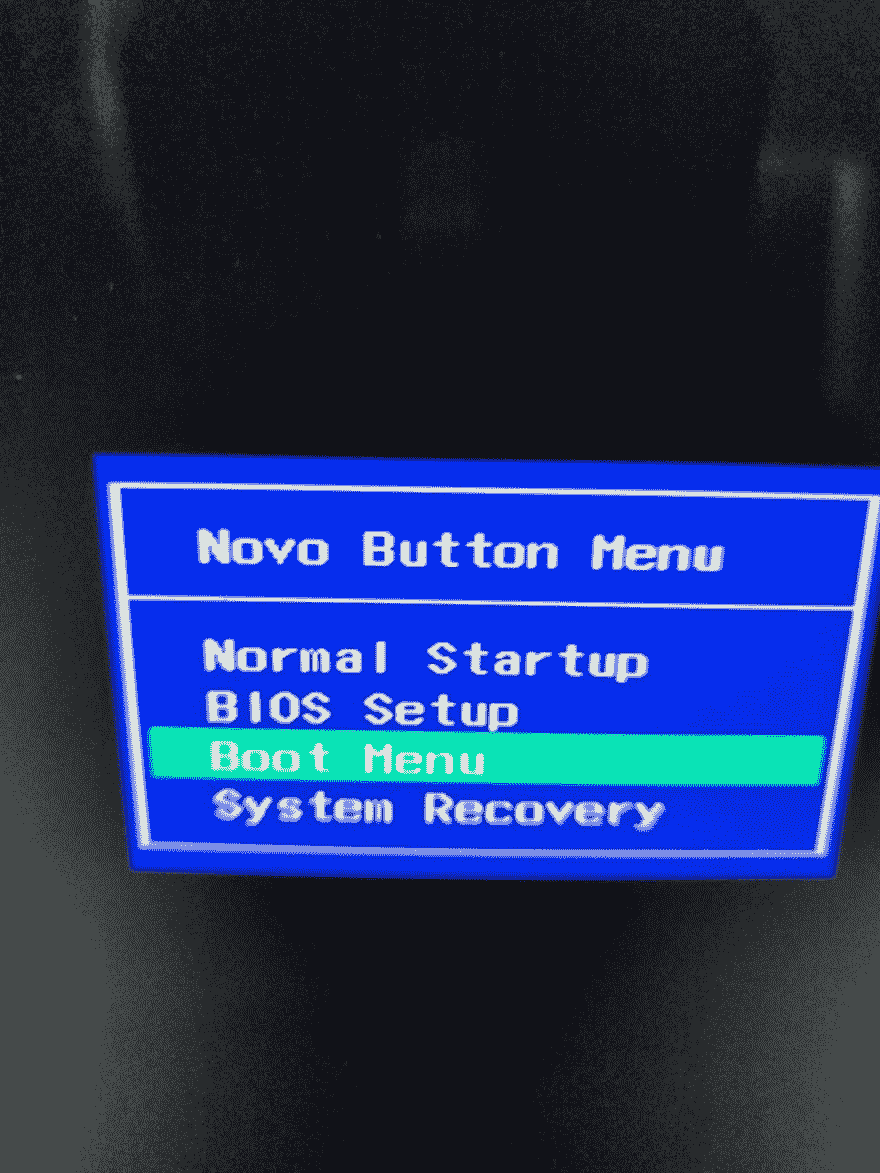 Novo Button Menu
Normal Startup
BIOS Setup
Boot Menu
System Recovery